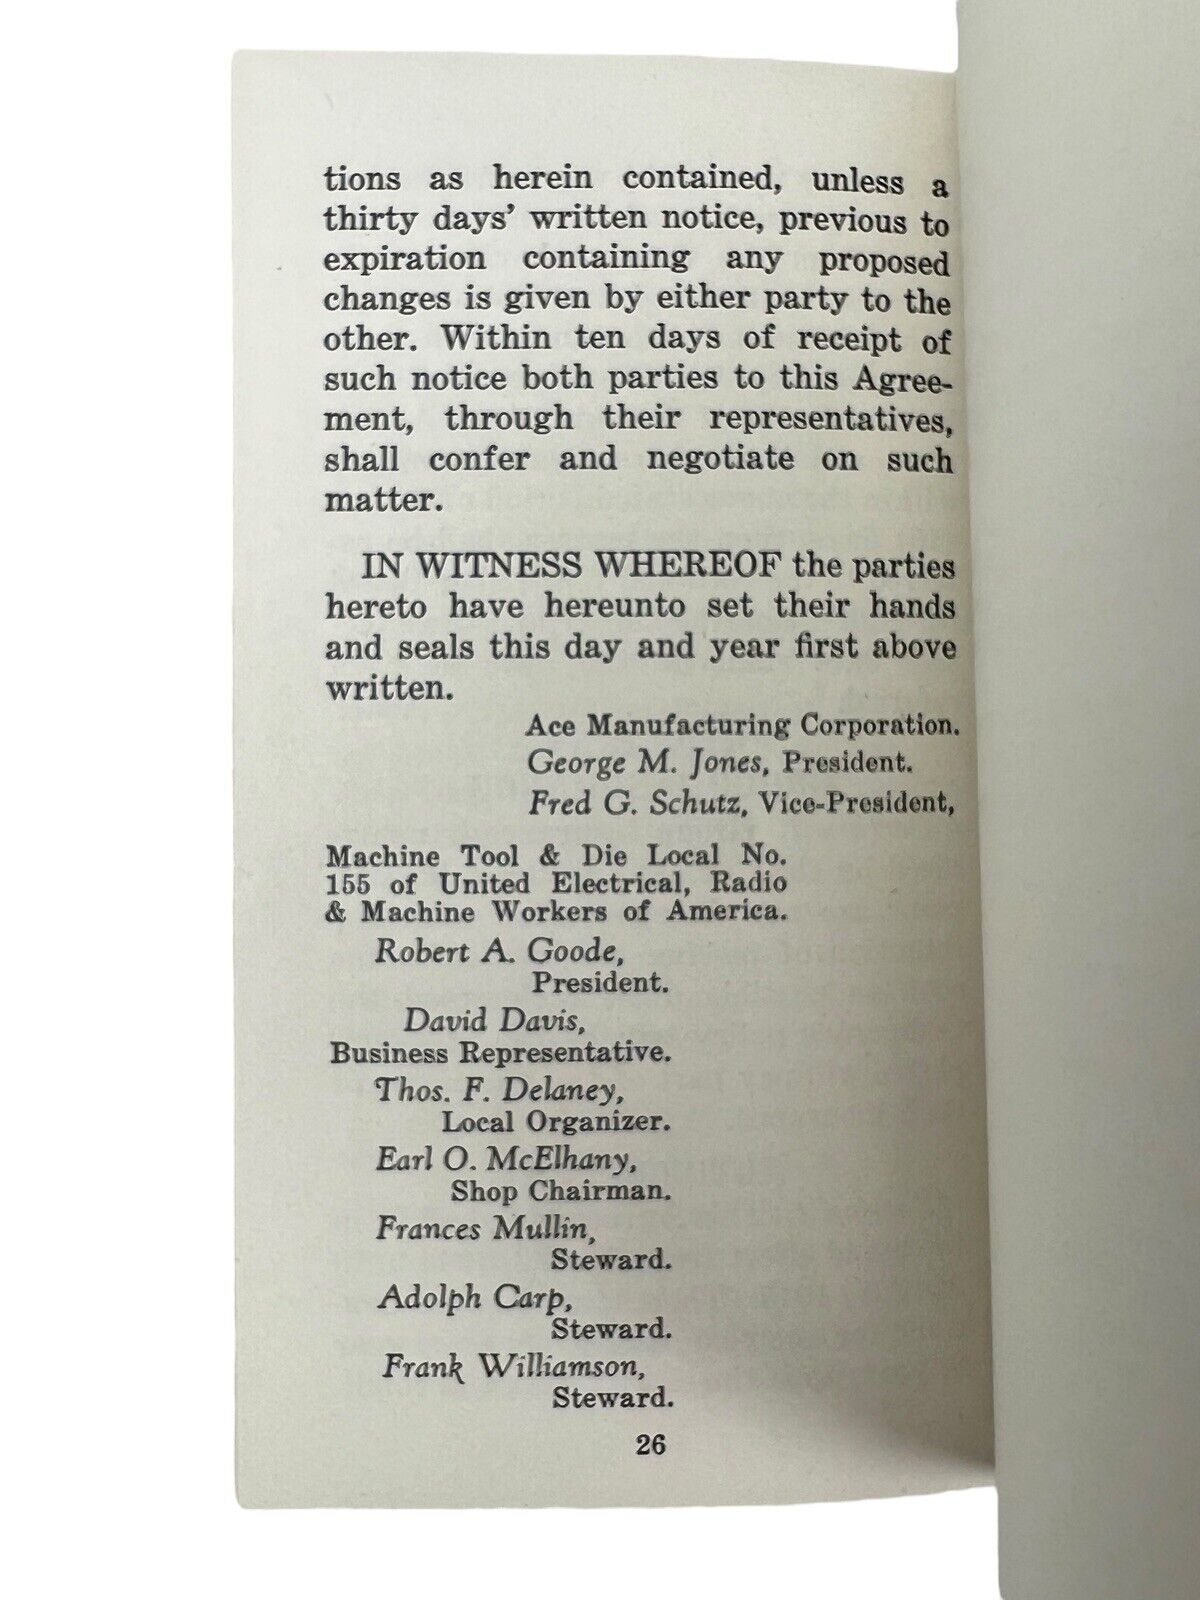 tions as herein contained, unless a
thirty days’ written notice, previous to
expiration containing any proposed
changes is given by either party to the
other. Within ten days of receipt of
such notice both parties to this Agree-
ment, through their representatives,
shall confer and negotiate on such
matter.
IN WITNESS WHEREOF the parties
hereto have hereunto set their hands
and seals this day and year first above
written.
Ace Manufacturing Corporation.
George M. Jones, President.
Fred G. Schutz, Vice-President,
Machine Tool & Die Local No.
155 of United Electrical, Radio
& Machine Workers of America.
Robert A. Goode,
President.
David Davis,
Business Representative.
Thos. F. Delaney,
Local Organizer.
Earl O. McElhany,
Shop Chairman.
Frances Mullin,
Steward.
Adolph Carp,
Steward.
Frank Williamson,
Steward.
26